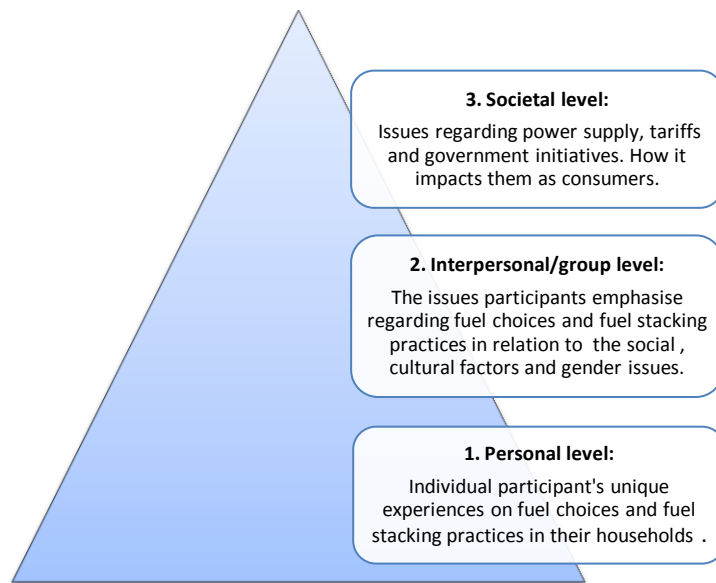 3. Societal level:
Issues regarding power supply, tariffs
and government initiatives. How it
impacts them as consumers.
2. Interpersonal/group level:
The issues participants emphasise
regarding fuel choices and fuel stacking
practices in relation to the social ,
cultural factors and gender issues.
1. Personal level:
Individual participant's unique
experiences on fuel choices and fuel
stacking practices in their households .